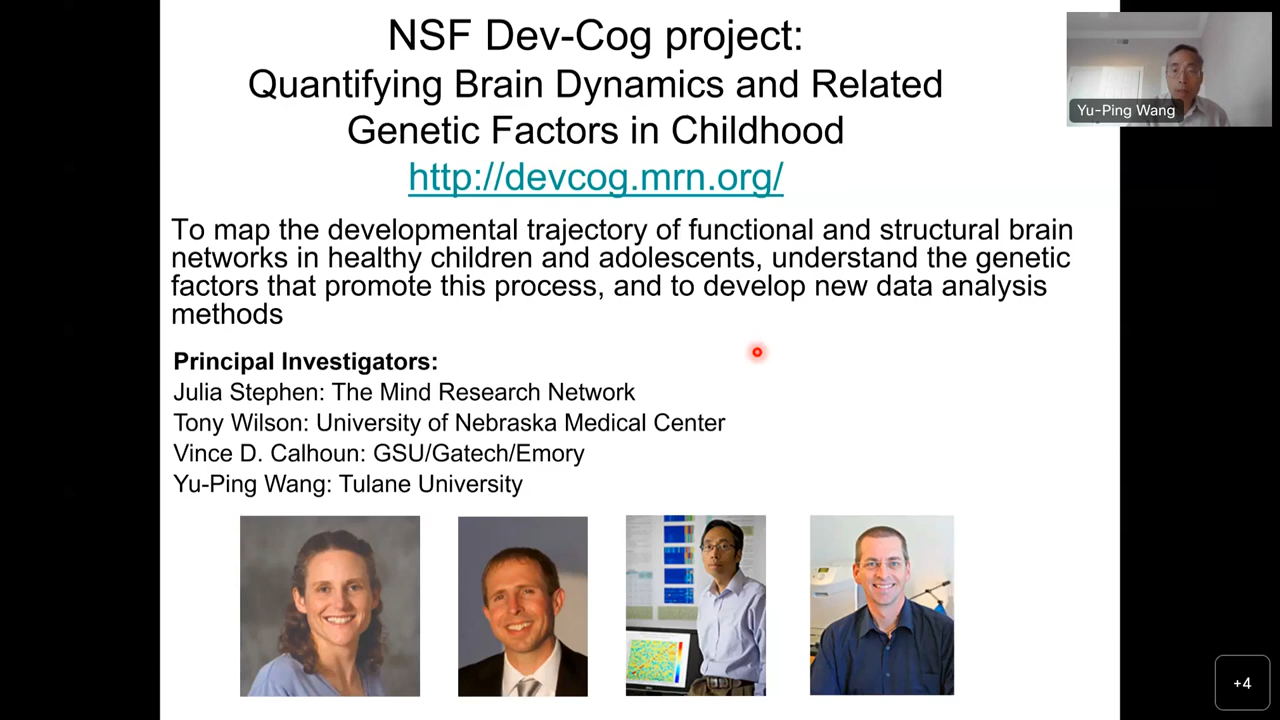 NSF Dev-Cog project:
Quantifying Brain Dynamics and Related
Genetic Factors in Childhood
http://devcog.mrn.org/
To map the developmental trajectory of functional and structural brain
networks in healthy children and adolescents, understand the genetic
factors that promote this process, and to develop new data analysis
methods
Principal Investigators:
Julia Stephen: The Mind Research Network
Tony Wilson: University of Nebraska Medical Center
Vince D. Calhoun: GSU/Gatech/Emory
Yu-Ping Wang: Tulane University
Yu-Ping Wang
+4